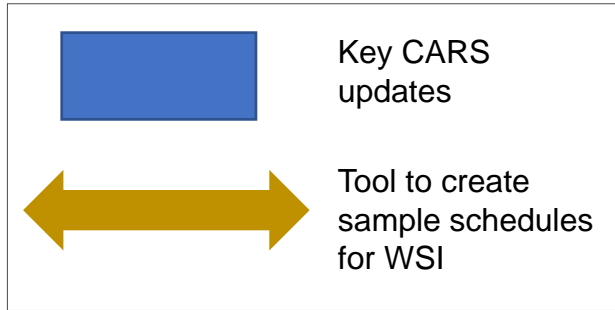 Key CARS
updates
Tool to create
sample schedules
for WSI